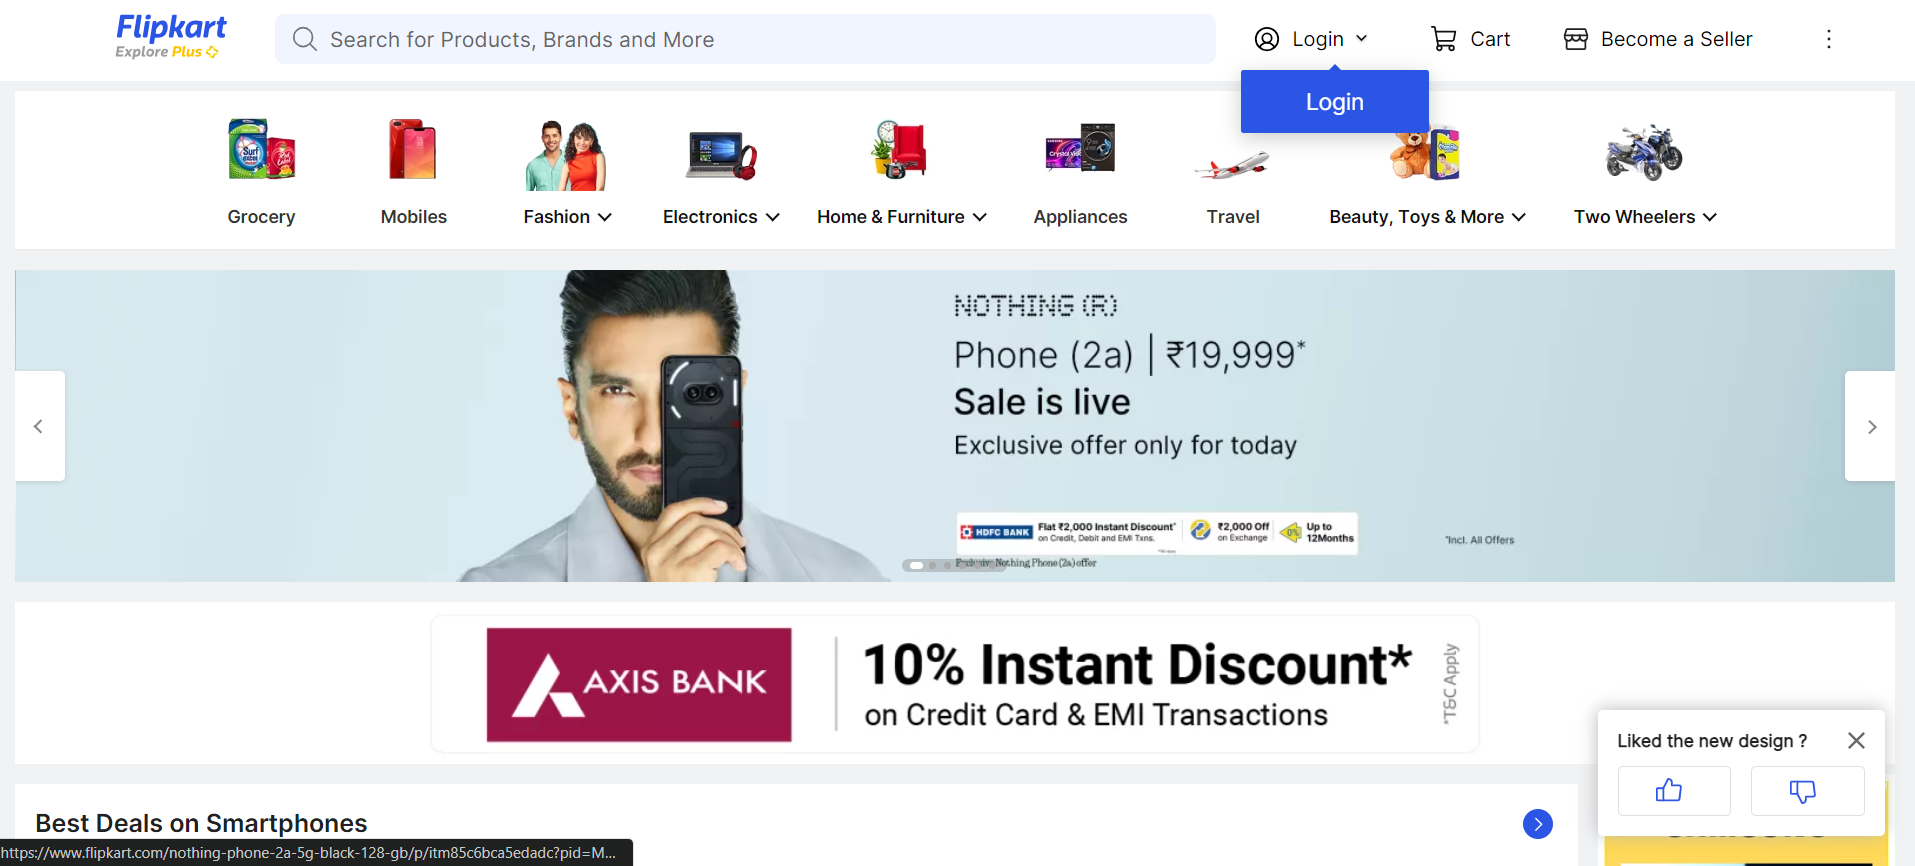 Flipkart
Explore Plus
Search for Products, Brands and More
Login
Cart
Become a Seller
Login
Grocery
Mobiles
Fashion
Electronics
Home & Furniture
Appliances
Travel
Beauty, Toys & More
Two Wheelers
NOTHING (R)
Phone (2a) | ₹19,999*
Sale is live
Exclusive offer only for today
HDFC BANK
Flat ₹2,000 Instant Discount*
on Credit, Debit and EMI Txns.
₹2,000 Off
on Exchange
0%
Up to
12Months
*Incl. All Offers
Exclusive Nothing Phone (2a) offer
AXIS BANK
10% Instant Discount*
on Credit Card & EMI Transactions
*T&C Apply
Liked the new design ?
Best Deals on Smartphones
https://www.flipkart.com/nothing-phone-2a-5g-black-128-gb/p/itm85c6bca5edadc?pid=M...